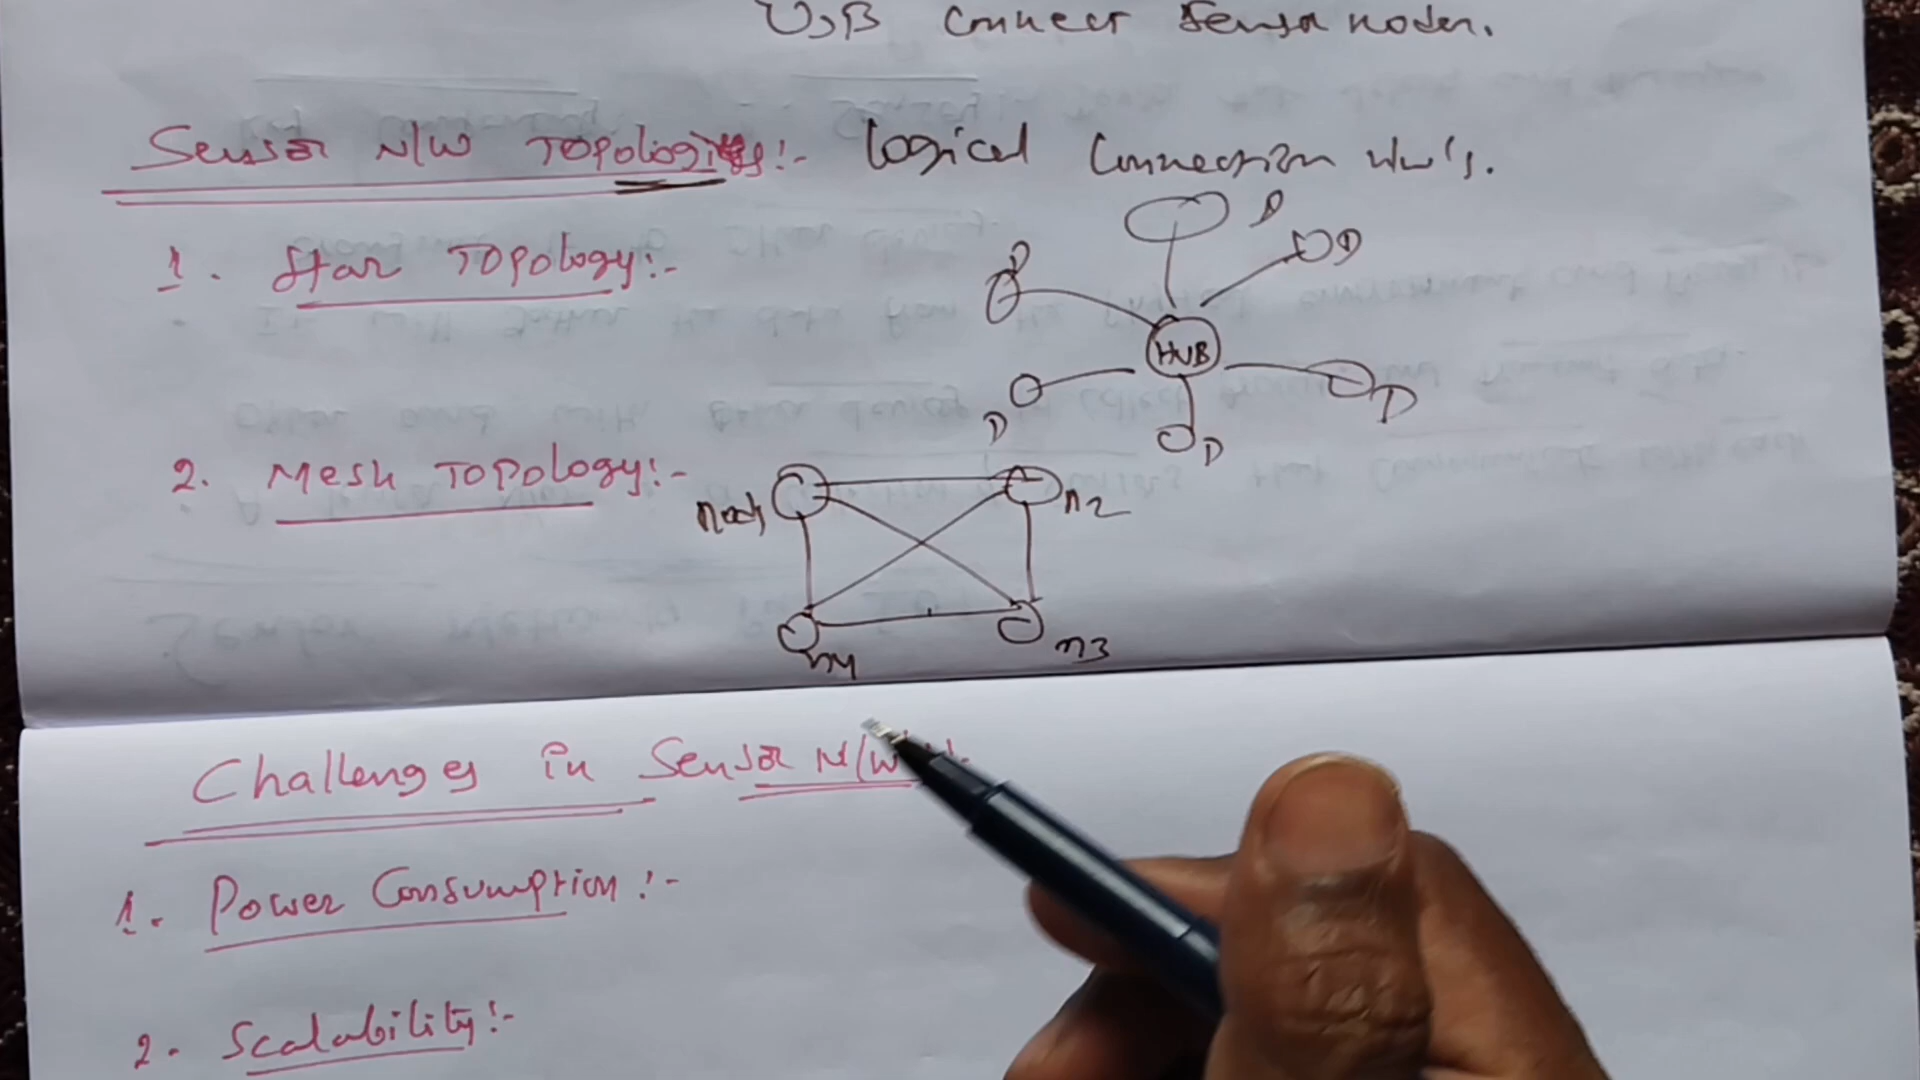 USB Connect Sensor nodes.
Sensor N/W Topologies:- Logical Connection N/w's.
1. Star Topology:-
D
D
D
HUB
D
D
D
2. Mesh Topology:-
n2
n3
n4
Challenges in Sensor N/W
1. Power Consumption:-
2. Scalability:-